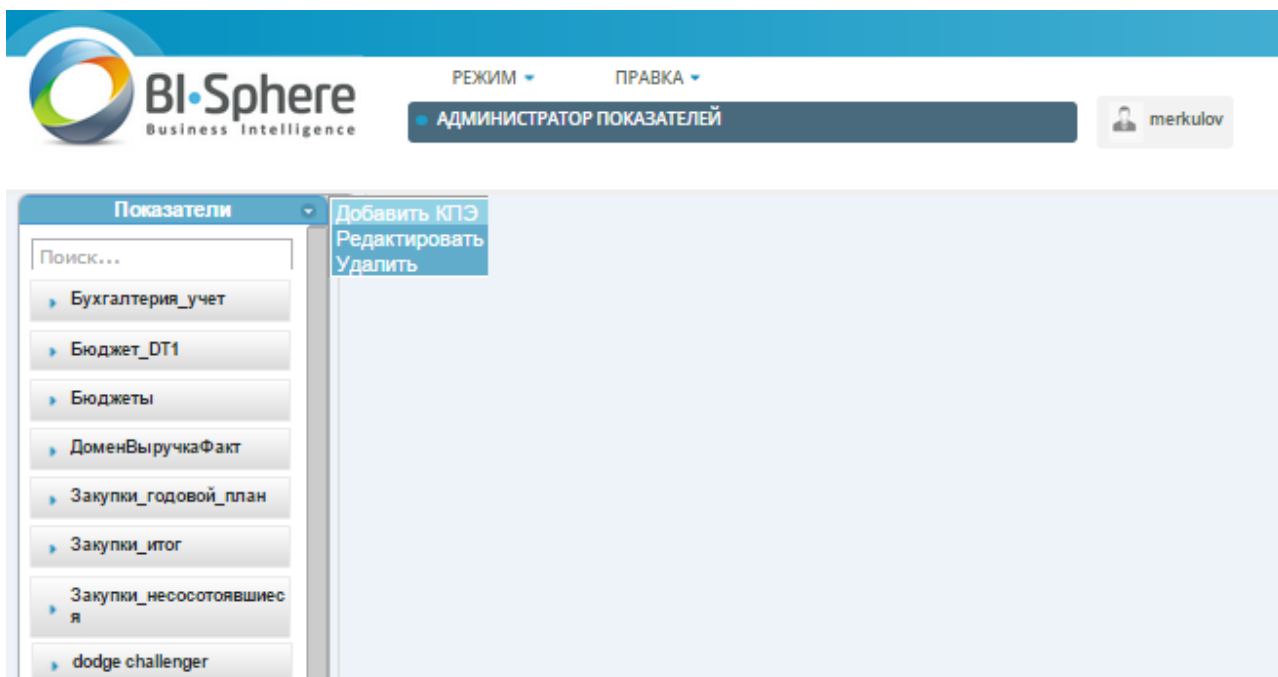 BI•Sphere
Business Intelligence
РЕЖИМ
ПРАВКА
АДМИНИСТРАТОР ПОКАЗАТЕЛЕЙ
merkulov
Показатели
Добавить КПЭ
Редактировать
Удалить
Поиск...
Бухгалтерия_учет
Бюджет_DT1
Бюджеты
ДоменВыручкаФакт
Закупки_годовой_план
Закупки_итог
Закупки_несосотоявшиес
я
dodge challenger